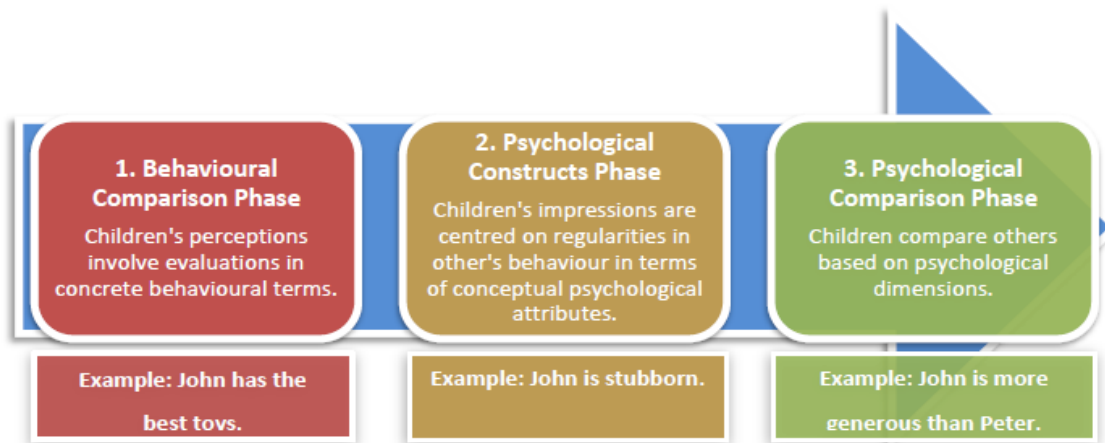 1. Behavioural
Comparison Phase
Children's perceptions
involve evaluations in
concrete behavioural terms.
Example: John has the
best toys.
2. Psychological
Constructs Phase
Children's impressions are
centred on regularities in
other's behaviour in terms
of conceptual psychological
attributes.
Example: John is stubborn.
3. Psychological
Comparison Phase
Children compare others
based on psychological
dimensions.
Example: John is more
generous than Peter.